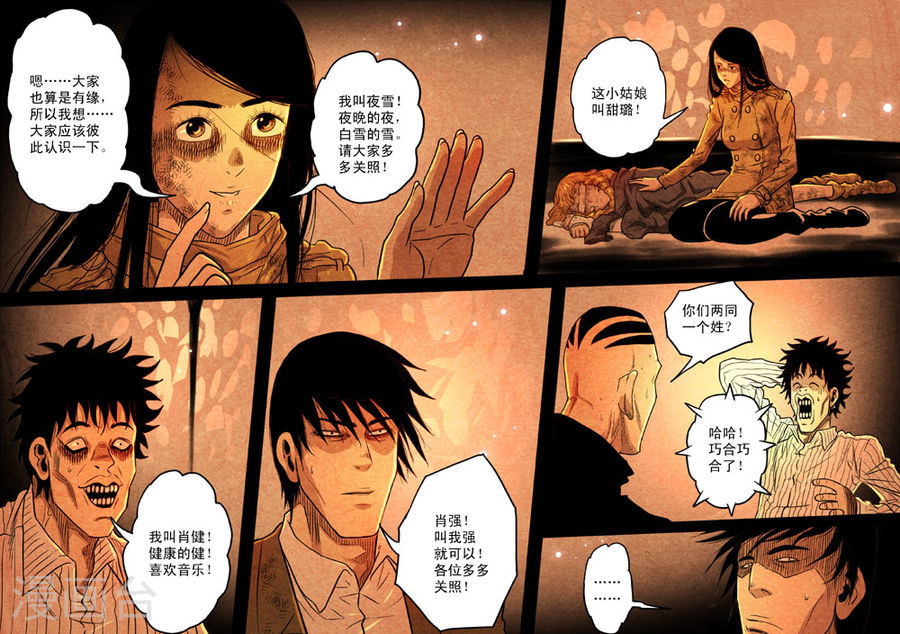 嗯……大家
也算是有缘，
所以我想……
大家应该彼
此认识一下。
我叫夜雪！
夜晚的夜，
白雪的雪。
请大家多
多关照！
这小姑娘
叫甜璐！
我叫肖健！
健康的健！
喜欢音乐！
肖强！
叫我强
就可以！
各位多多
关照！
你们两同
一个姓？
哈哈！
巧合巧
合了！
……
……
漫画台